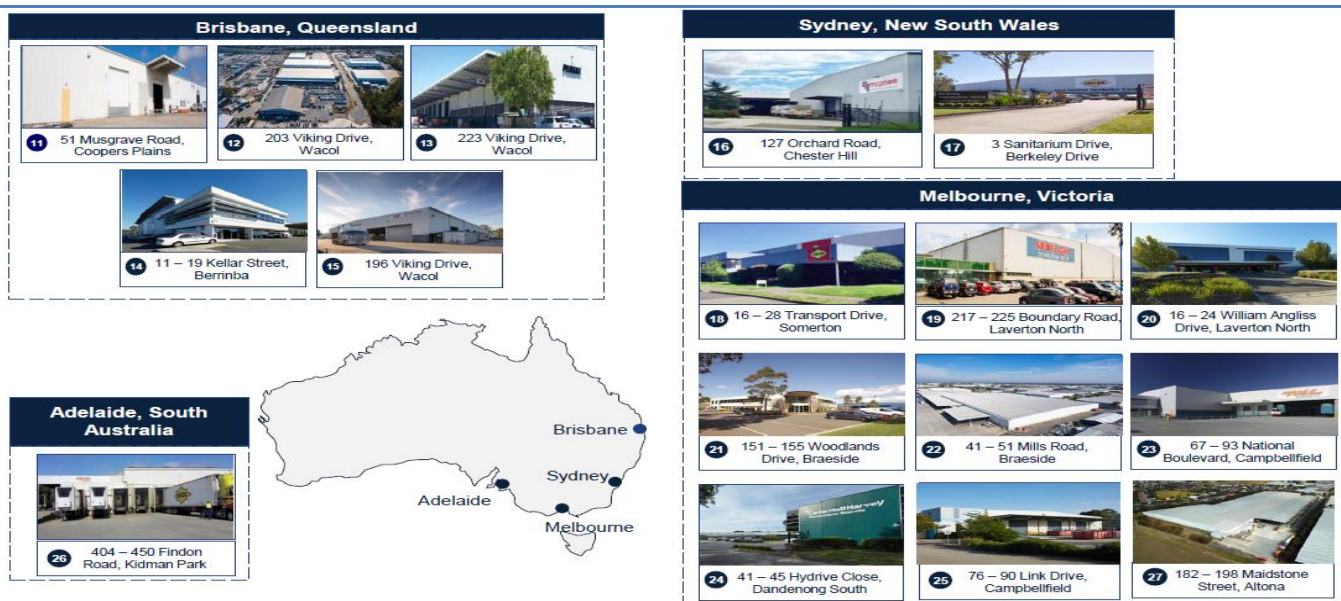 Brisbane, Queensland
11
51 Musgrave Road,
Coopers Plains
12
203 Viking Drive,
Wacol
13
223 Viking Drive,
Wacol
14
11 – 19 Kellar Street,
Berrinba
15
196 Viking Drive,
Wacol
Sydney, New South Wales
mcphee
16
127 Orchard Road,
Chester Hill
17
3 Sanitarium Drive,
Berkeley Drive
Melbourne, Victoria
18
16 – 28 Transport Drive,
Somerton
19
217 – 225 Boundary Road,
Laverton North
20
16 – 24 William Angliss
Drive, Laverton North
21
151 – 155 Woodlands
Drive, Braeside
22
41 – 51 Mills Road,
Braeside
23
67 – 93 National
Boulevard, Campbellfield
CarterHoltHarvey
24
41 – 45 Hydrive Close,
Dandenong South
25
76 – 90 Link Drive,
Campbellfield
27
182 – 198 Maidstone
Street, Altona
Adelaide, South
Australia
26
404 – 450 Findon
Road, Kidman Park
Brisbane
Sydney
Adelaide
Melbourne